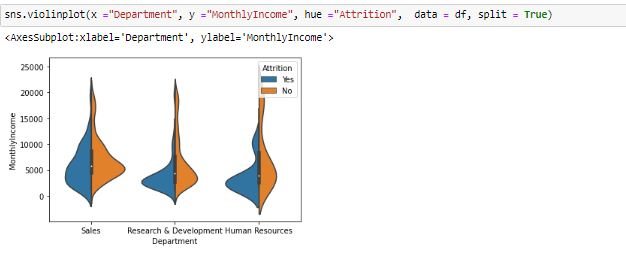 sns.violinplot(x ="Department", y ="MonthlyIncome", hue ="Attrition",  data = df, split = True)
<AxesSubplot:xlabel='Department', ylabel='MonthlyIncome'>
Attrition
Yes
No
25000
20000
15000
10000
5000
0
MonthlyIncome
Sales
Research & Development
Human Resources
Department